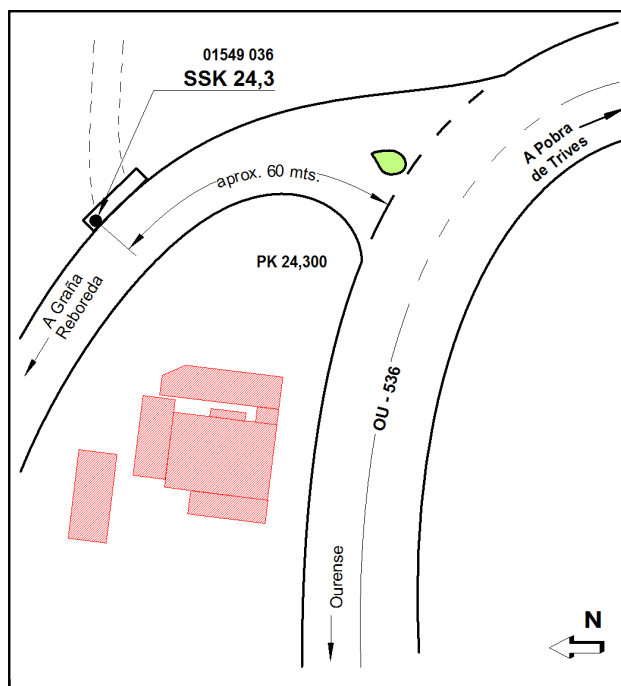 01549 036
SSK 24,3
A Pobra
de Trives
aprox. 60 mts.
PK 24,300
A Graña
Reboreda
OU - 536
Ourense
N